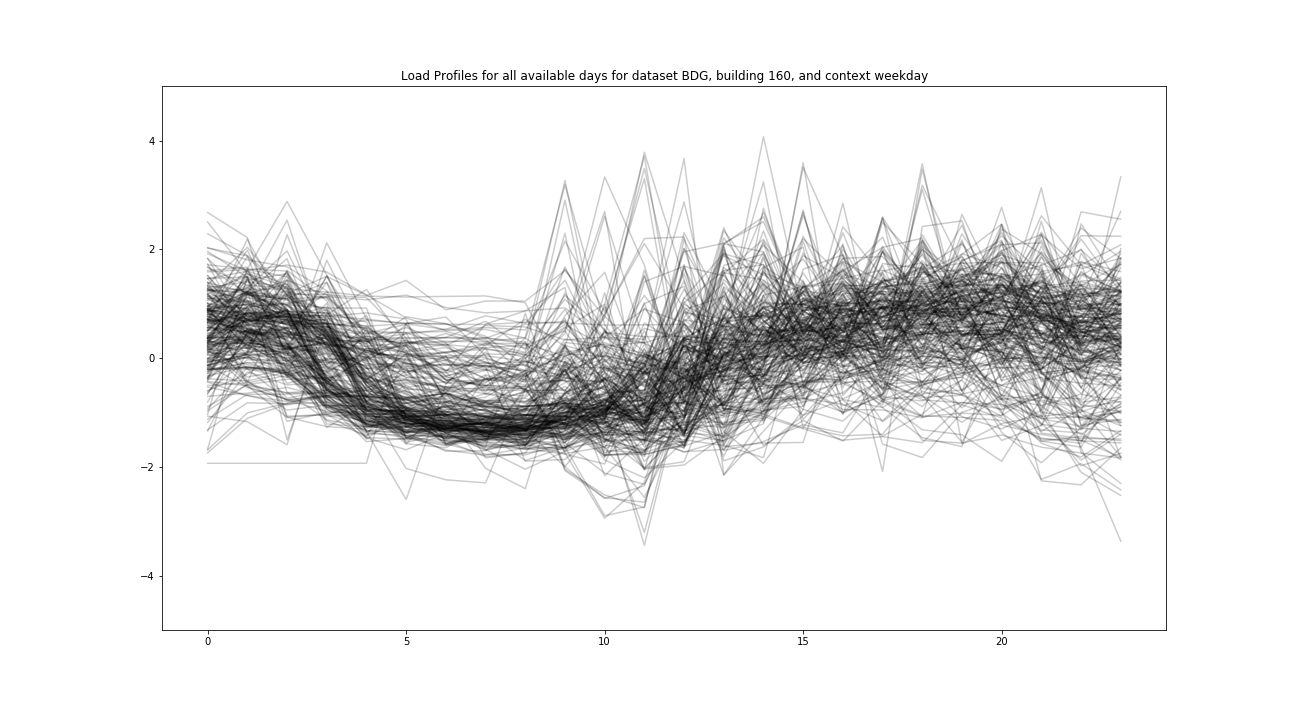 Load Profiles for all available days for dataset BDG, building 160, and context weekday
4
2
0
−2
−4
0 5 10 15 20